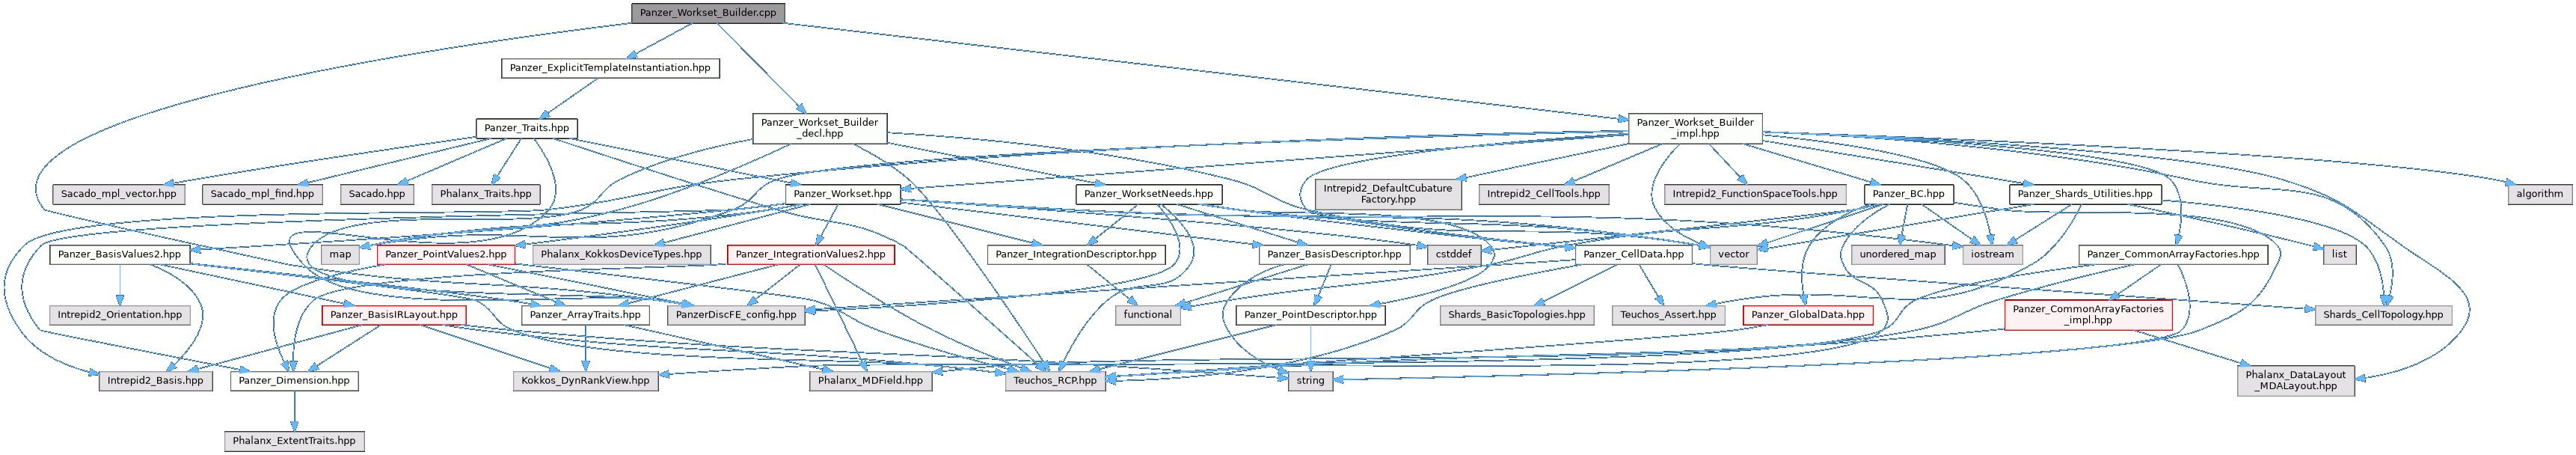 Panzer_Workset_Builder.cpp
Panzer_ExplicitTemplateInstantiation.hpp
Panzer_Traits.hpp
Panzer_Workset_Builder
_decl.hpp
Panzer_Workset_Builder
_impl.hpp
Sacado_mpl_vector.hpp
Sacado_mpl_find.hpp
Sacado.hpp
Phalanx_Traits.hpp
Panzer_Workset.hpp
Panzer_WorksetNeeds.hpp
Intrepid2_DefaultCubature
Factory.hpp
Intrepid2_CellTools.hpp
Intrepid2_FunctionSpaceTools.hpp
Panzer_BC.hpp
Panzer_Shards_Utilities.hpp
algorithm
Panzer_BasisValues2.hpp
map
Panzer_PointValues2.hpp
Phalanx_KokkosDeviceTypes.hpp
Panzer_IntegrationValues2.hpp
Panzer_IntegrationDescriptor.hpp
Panzer_BasisDescriptor.hpp
cstddef
Panzer_CellData.hpp
vector
unordered_map
iostream
Panzer_CommonArrayFactories.hpp
list
Intrepid2_Orientation.hpp
Panzer_BasisIRLayout.hpp
PanzerDiscFE_config.hpp
Panzer_ArrayTraits.hpp
functional
Panzer_PointDescriptor.hpp
Shards_BasicTopologies.hpp
Teuchos_Assert.hpp
Panzer_GlobalData.hpp
Panzer_CommonArrayFactories
_impl.hpp
Shards_CellTopology.hpp
Intrepid2_Basis.hpp
Panzer_Dimension.hpp
Kokkos_DynRankView.hpp
Phalanx_MDField.hpp
Teuchos_RCP.hpp
string
Phalanx_DataLayout
_MDALayout.hpp
Phalanx_ExtentTraits.hpp